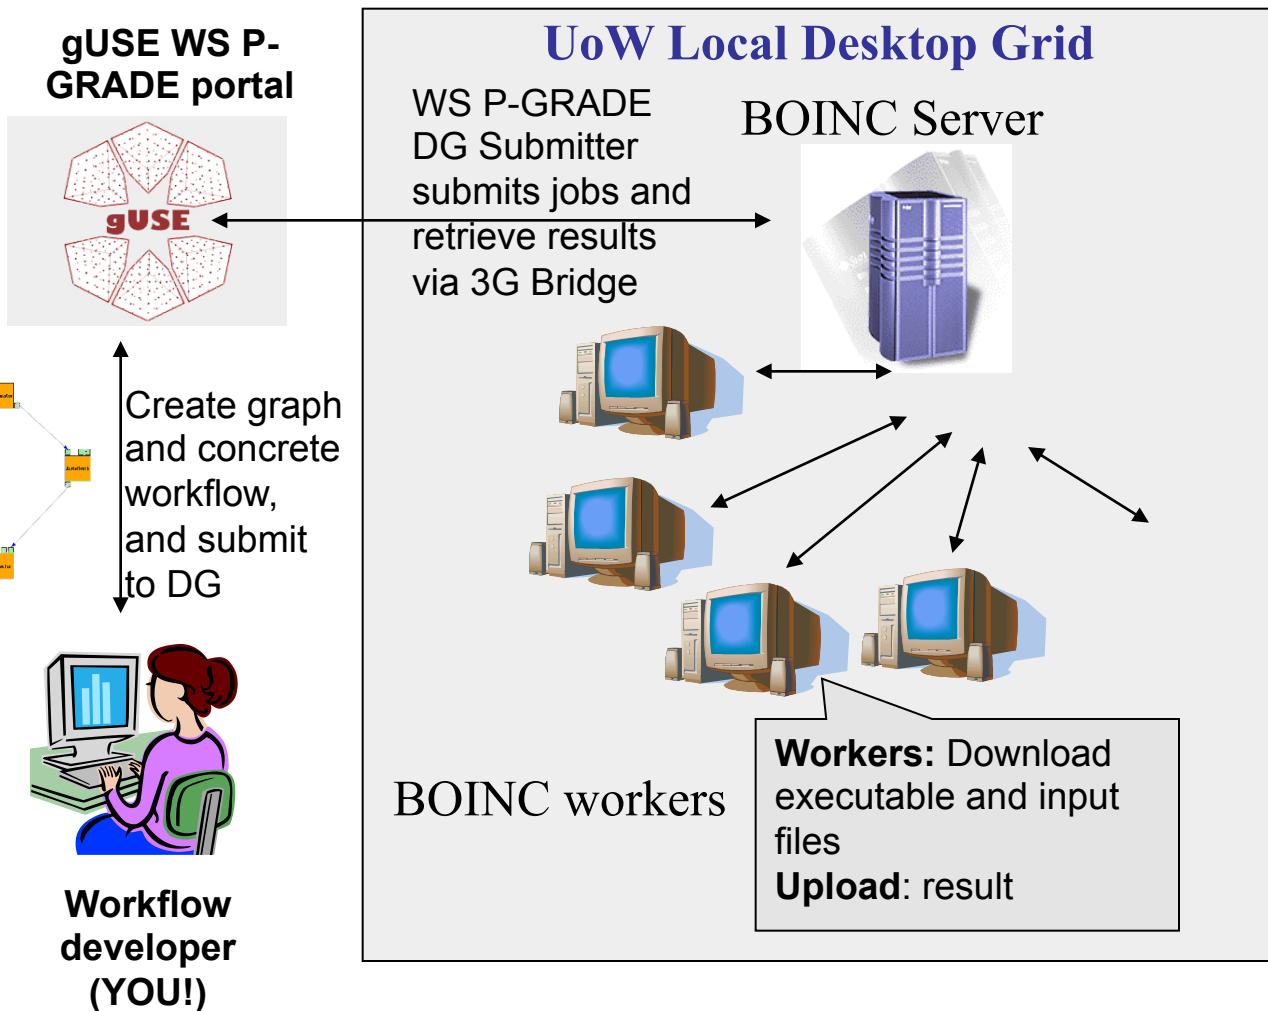 gUSE WS P-
GRADE portal
gUSE
UoW Local Desktop Grid
WS P-GRADE
DG Submitter
submits jobs and
retrieve results
via 3G Bridge
BOINC Server
Create graph
and concrete
workflow,
and submit
to DG
Workflow
developer
(YOU!)
BOINC workers
Workers: Download
executable and input
files
Upload: result